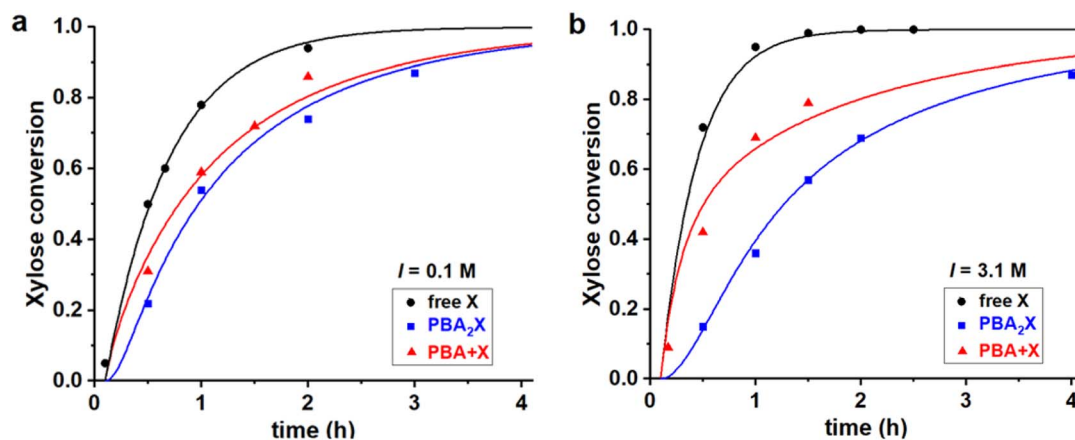 a
Xylose conversion
1.0
0.8
0.6
0.4
0.2
0.0
I = 0.1 M
free X
PBA₂X
PBA+X
0 1 2 3 4
time (h)
b
Xylose conversion
1.0
0.8
0.6
0.4
0.2
0.0
I = 3.1 M
free X
PBA₂X
PBA+X
0 1 2 3 4
time (h)